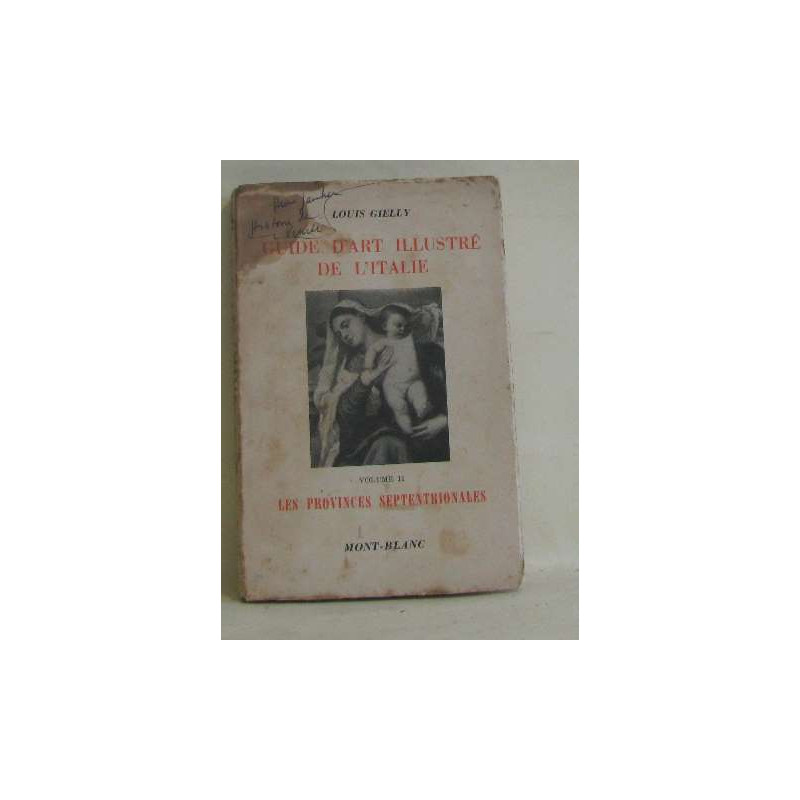 LOUIS GIELLY
GUIDE D'ART ILLUSTRÉ
DE L'ITALIE
VOLUME II
LES PROVINCES SEPTENTRIONALES
MONT-BLANC